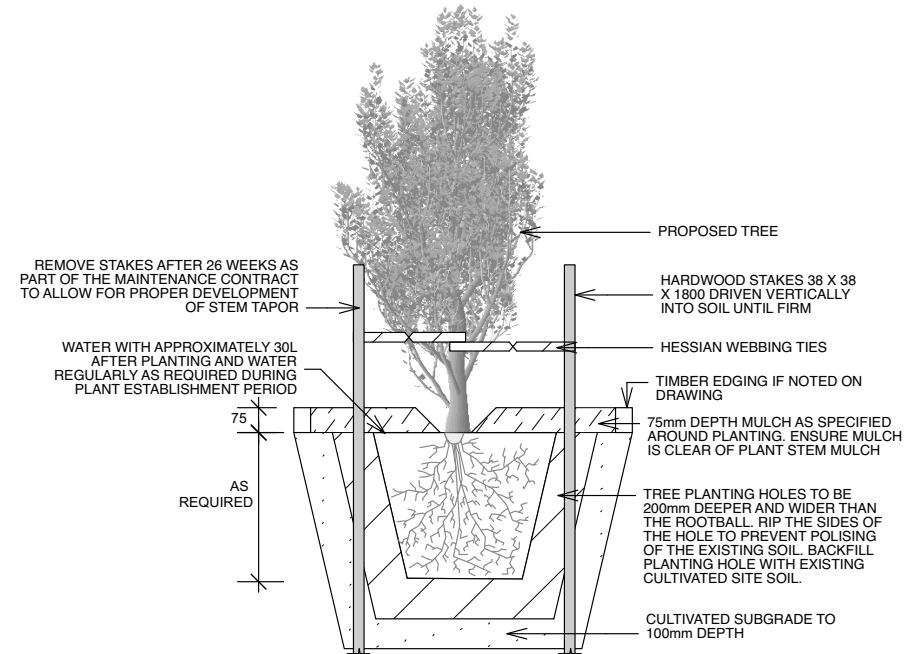 REMOVE STAKES AFTER 26 WEEKS AS
PART OF THE MAINTENANCE CONTRACT
TO ALLOW FOR PROPER DEVELOPMENT
OF STEM TAPOR
WATER WITH APPROXIMATELY 30L
AFTER PLANTING AND WATER
REGULARLY AS REQUIRED DURING
PLANT ESTABLISHMENT PERIOD
75
AS
REQUIRED
PROPOSED TREE
HARDWOOD STAKES 38 X 38
X 1800 DRIVEN VERTICALLY
INTO SOIL UNTIL FIRM
HESSIAN WEBBING TIES
TIMBER EDGING IF NOTED ON
DRAWING
75mm DEPTH MULCH AS SPECIFIED
AROUND PLANTING. ENSURE MULCH
IS CLEAR OF PLANT STEM MULCH
TREE PLANTING HOLES TO BE
200mm DEEPER AND WIDER THAN
THE ROOTBALL. RIP THE SIDES OF
THE HOLE TO PREVENT POLISING
OF THE EXISTING SOIL. BACKFILL
PLANTING HOLE WITH EXISTING
CULTIVATED SITE SOIL.
CULTIVATED SUBGRADE TO
100mm DEPTH